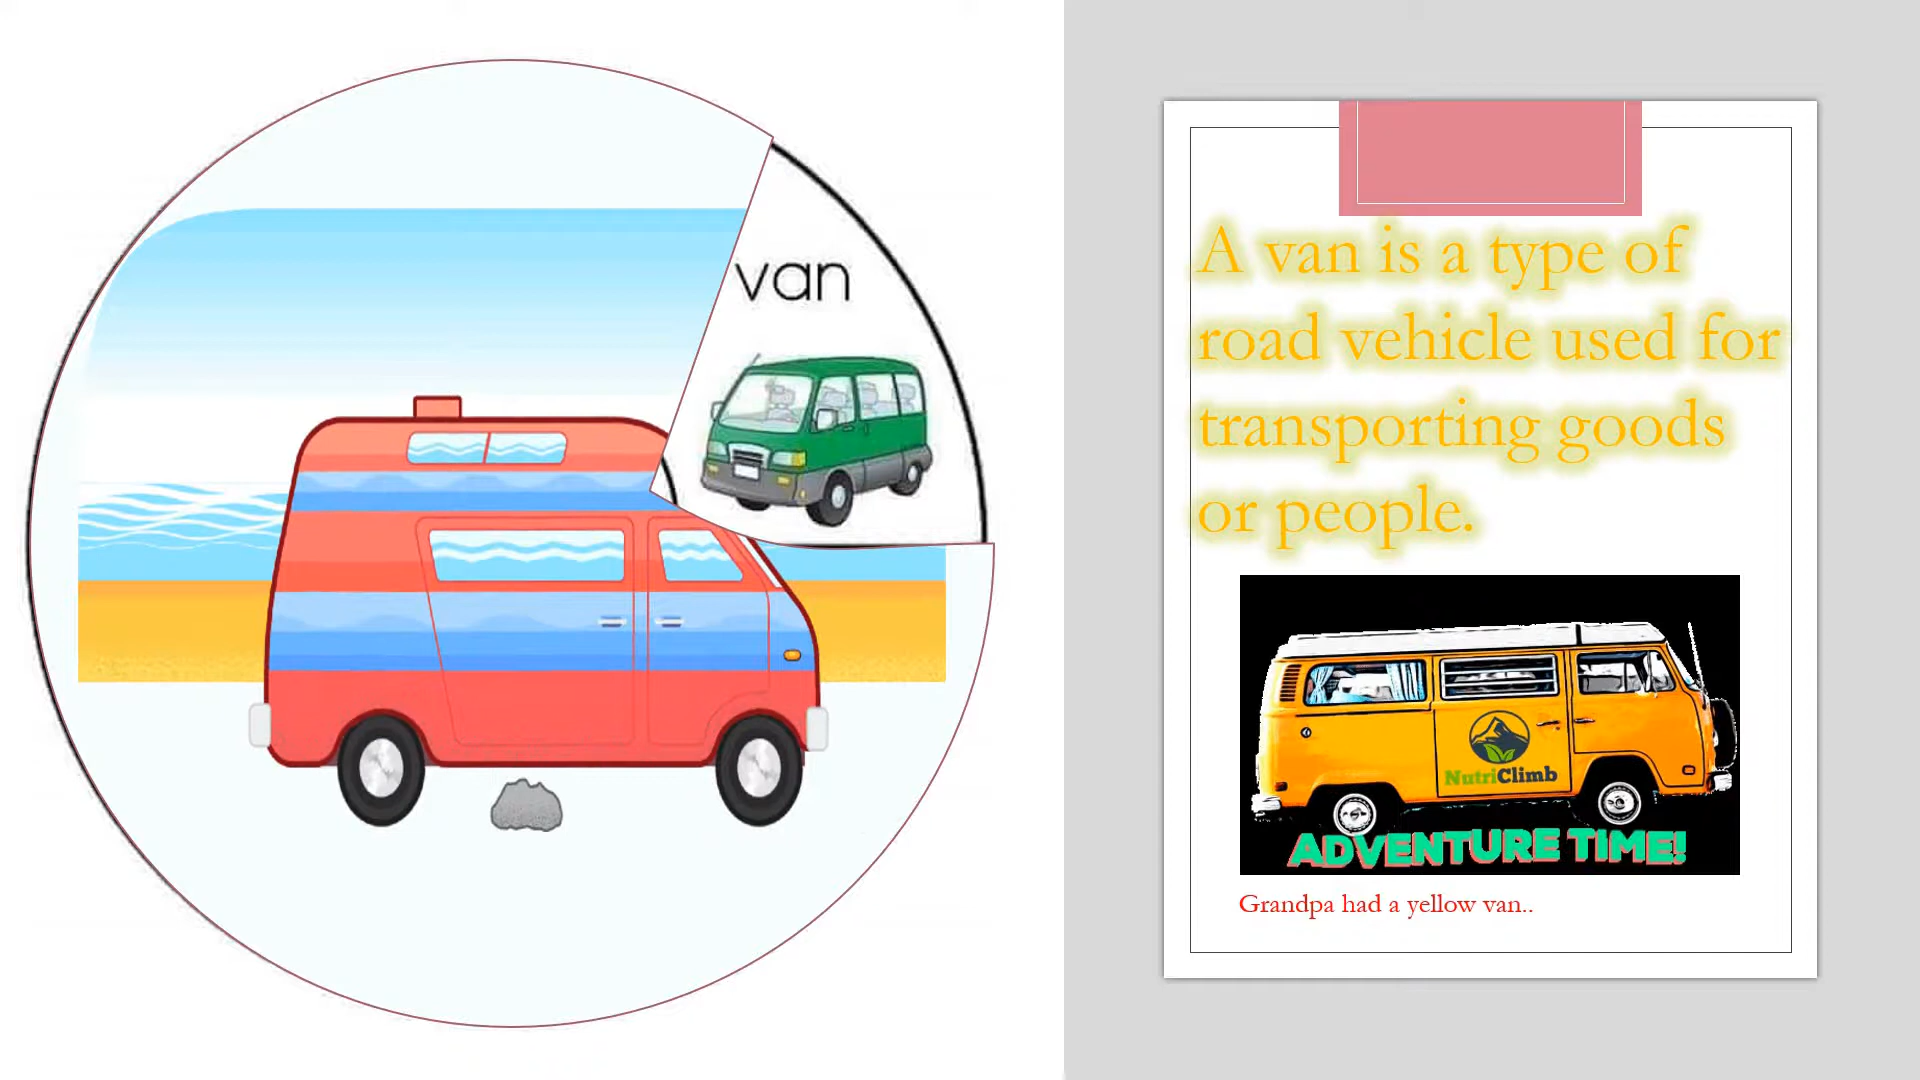 van
A van is a type of
road vehicle used for
transporting goods
or people.
NutriClimb
ADVENTURE TIME!
Grandpa had a yellow van..